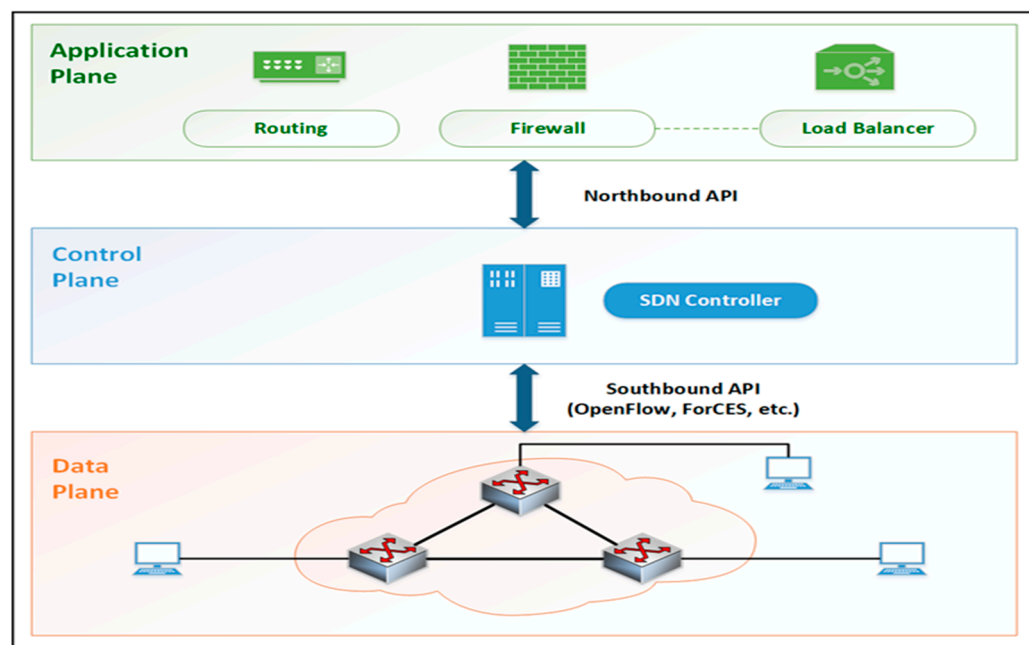 Application
Plane
Routing
Firewall
Load Balancer
Northbound API
Control
Plane
SDN Controller
Southbound API
(OpenFlow, ForCES, etc.)
Data
Plane